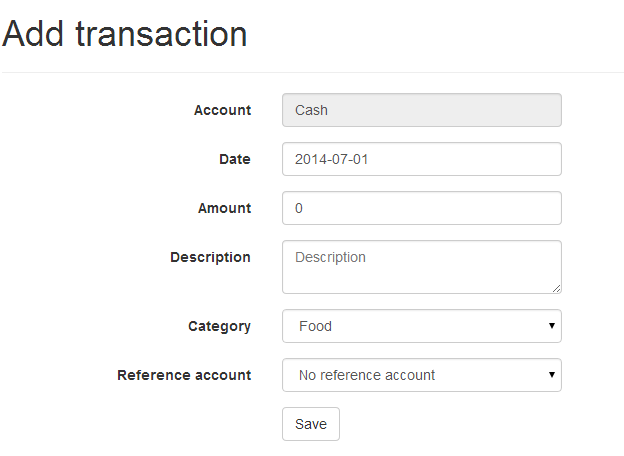 Add transaction
Account Cash
Date 2014-07-01
Amount 0
Description Description
Category Food
Reference account No reference account
Save